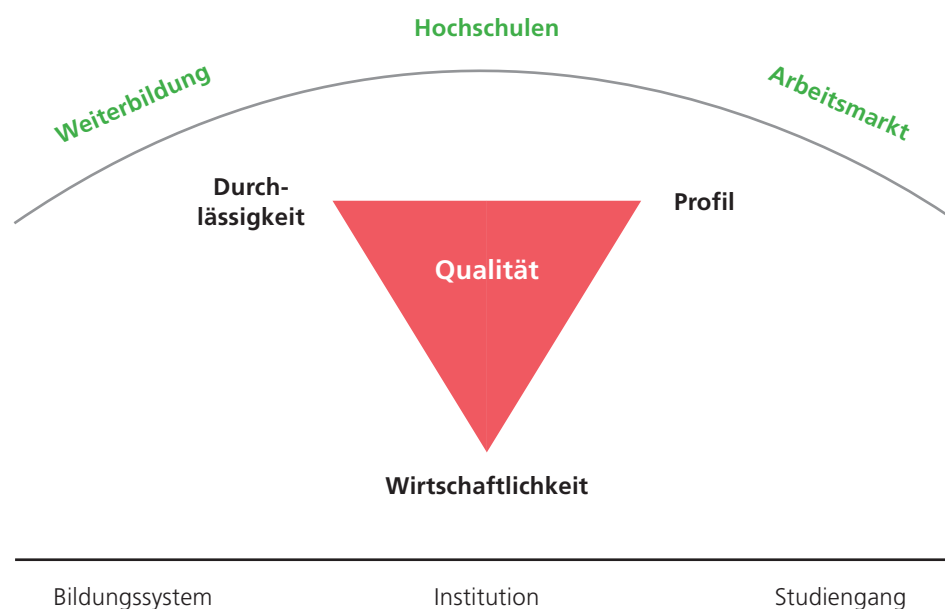 Hochschulen
Weiterbildung
Arbeitsmarkt
Durch-
lässigkeit
Profil
Qualität
Wirtschaftlichkeit
Bildungssystem
Institution
Studiengang